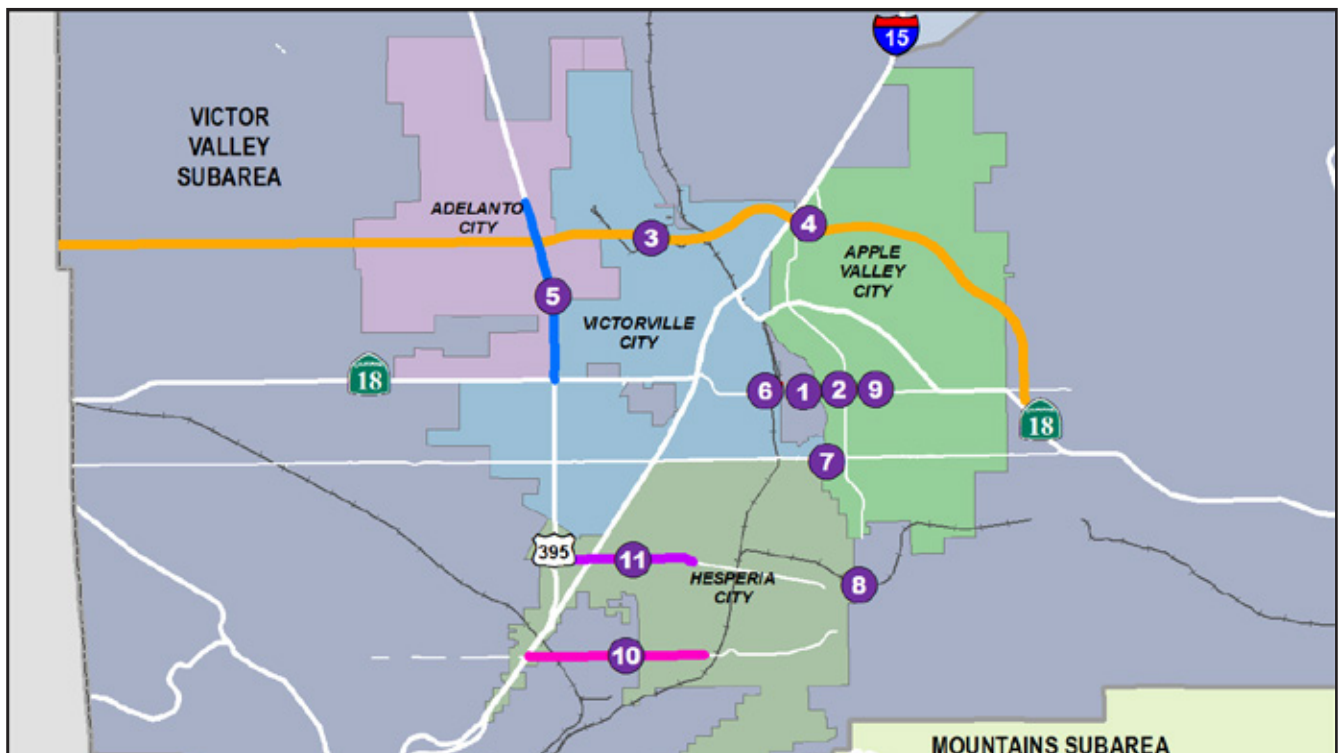 15
VICTOR
VALLEY
SUBAREA
ADELANTO
CITY
3
4
APPLE
VALLEY
CITY
5
VICTORVILLE
CITY
18
6
1
2
9
18
7
395
11
HESPERIA
CITY
8
10
MOUNTAINS SUBAREA